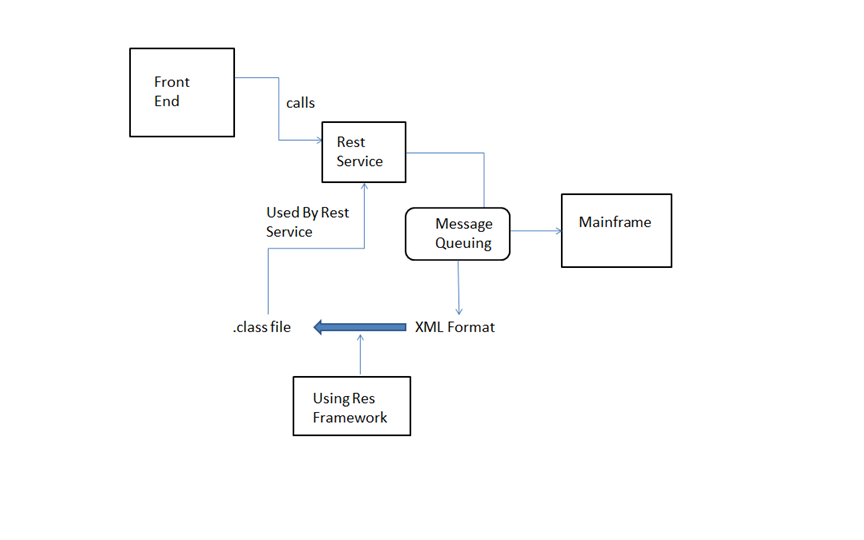 Front
End
calls
Rest
Service
Used By Rest
Service
Message
Queuing
Mainframe
.class file
XML Format
Using Res
Framework